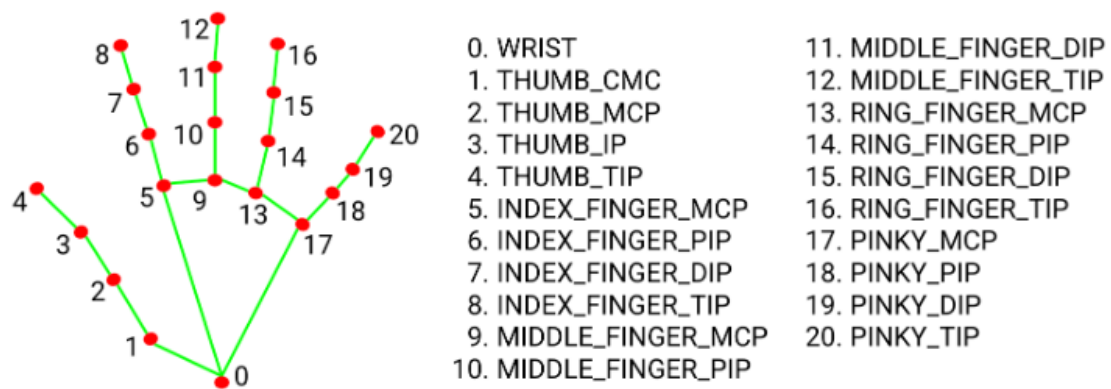 12
8
16
11
7
15
10
6
14
20
4
5
9
13
19
18
3
17
2
1
0
0. WRIST
1. THUMB_CMC
2. THUMB_MCP
3. THUMB_IP
4. THUMB_TIP
5. INDEX_FINGER_MCP
6. INDEX_FINGER_PIP
7. INDEX_FINGER_DIP
8. INDEX_FINGER_TIP
9. MIDDLE_FINGER_MCP
10. MIDDLE_FINGER_PIP
11. MIDDLE_FINGER_DIP
12. MIDDLE_FINGER_TIP
13. RING_FINGER_MCP
14. RING_FINGER_PIP
15. RING_FINGER_DIP
16. RING_FINGER_TIP
17. PINKY_MCP
18. PINKY_PIP
19. PINKY_DIP
20. PINKY_TIP